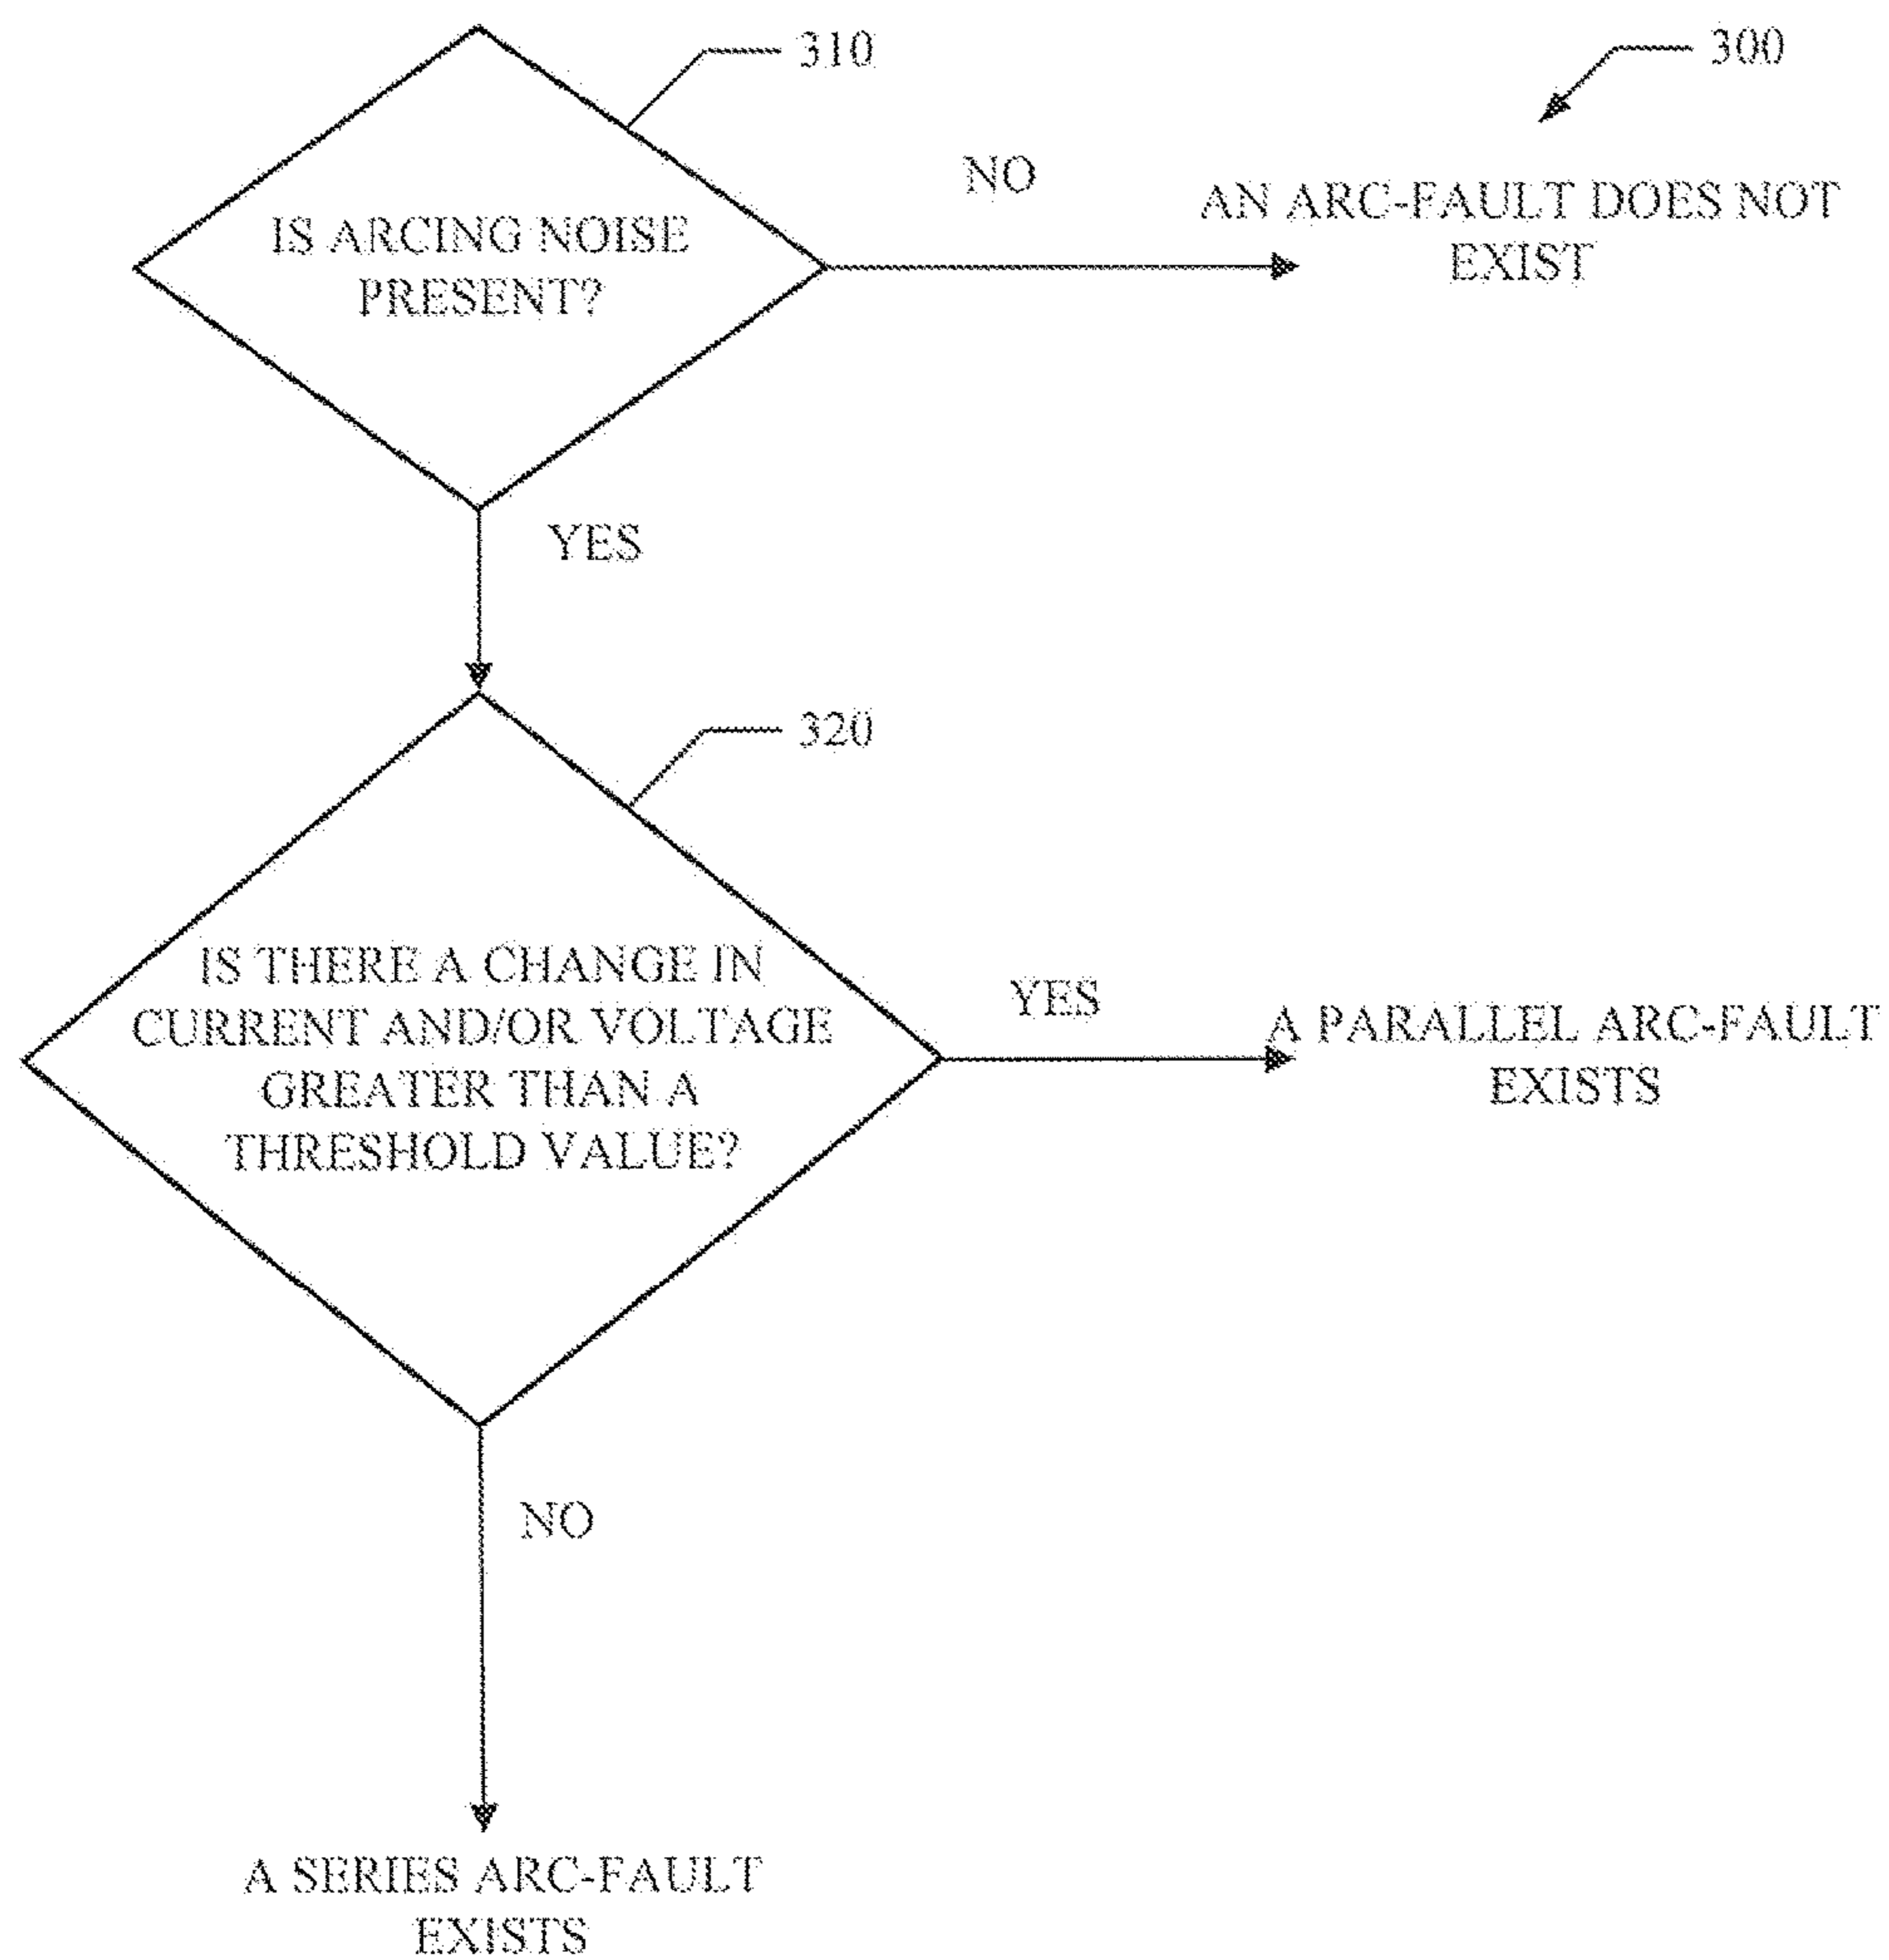 310
300
NO
AN ARC-FAULT DOES NOT
EXIST
IS ARCING NOISE
PRESENT?
YES
320
IS THERE A CHANGE IN
CURRENT AND/OR VOLTAGE
GREATER THAN A
THRESHOLD VALUE?
YES
A PARALLEL ARC-FAULT
EXISTS
NO
A SERIES ARC-FAULT
EXISTS